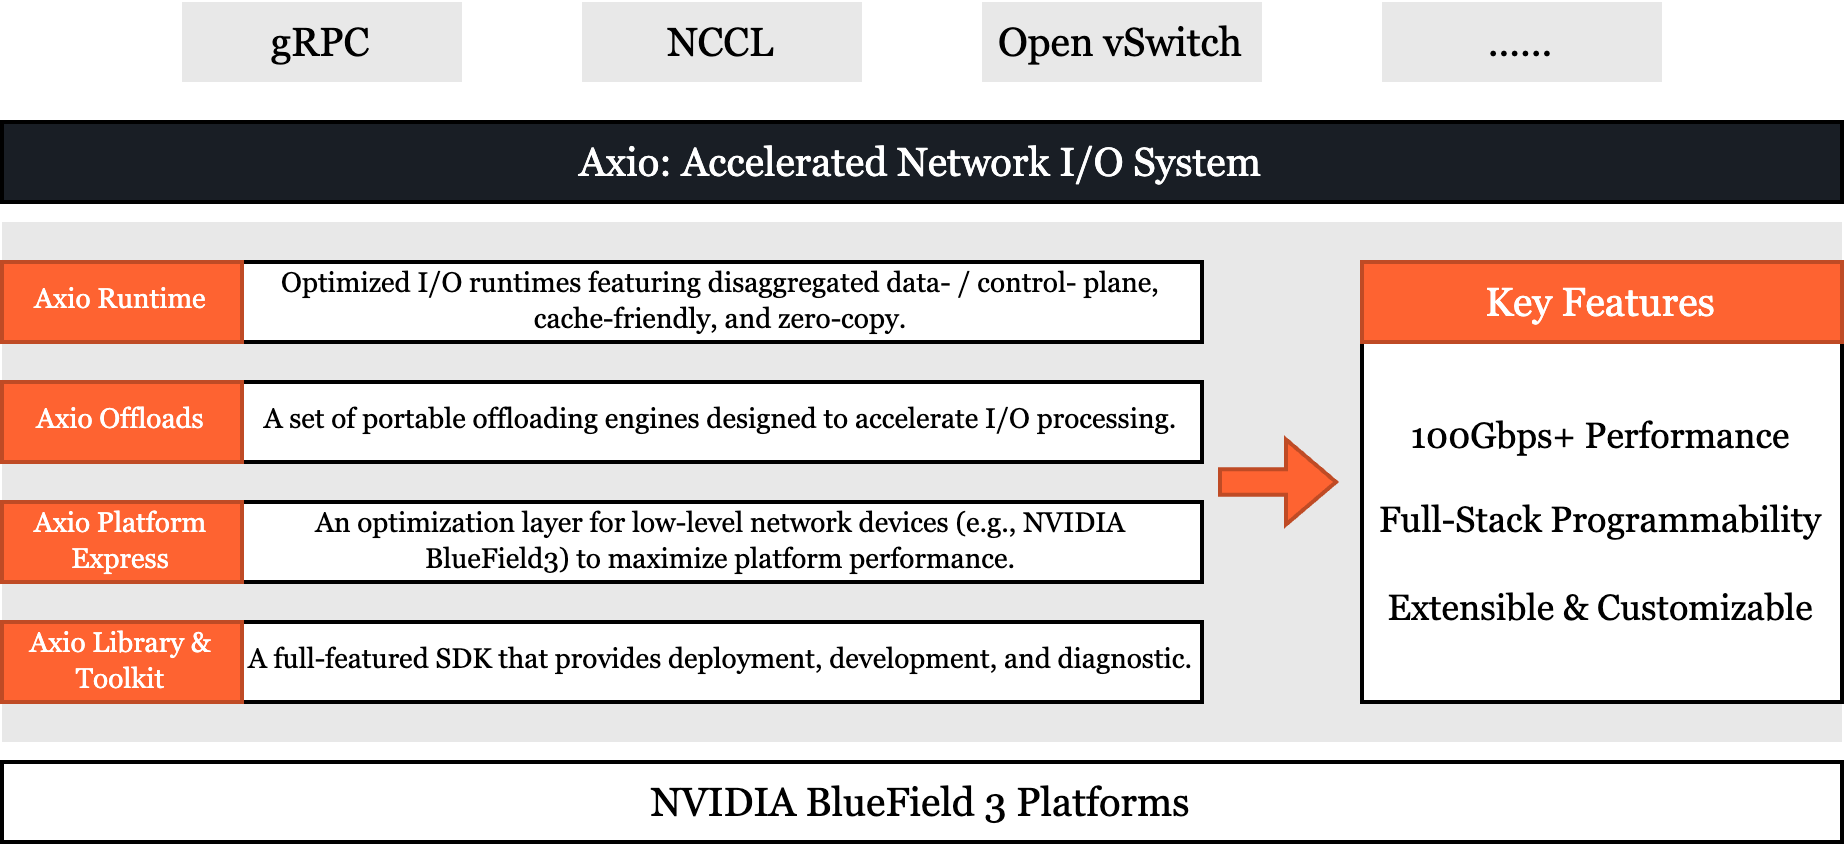 gRPC
NCCL
Open vSwitch
......
Axio: Accelerated Network I/O System
Axio Runtime
Optimized I/O runtimes featuring disaggregated data- / control- plane,
cache-friendly, and zero-copy.
Axio Offloads
A set of portable offloading engines designed to accelerate I/O processing.
Axio Platform
Express
An optimization layer for low-level network devices (e.g., NVIDIA
BlueField3) to maximize platform performance.
Axio Library &
Toolkit
A full-featured SDK that provides deployment, development, and diagnostic.
Key Features
100Gbps+ Performance
Full-Stack Programmability
Extensible & Customizable
NVIDIA BlueField 3 Platforms